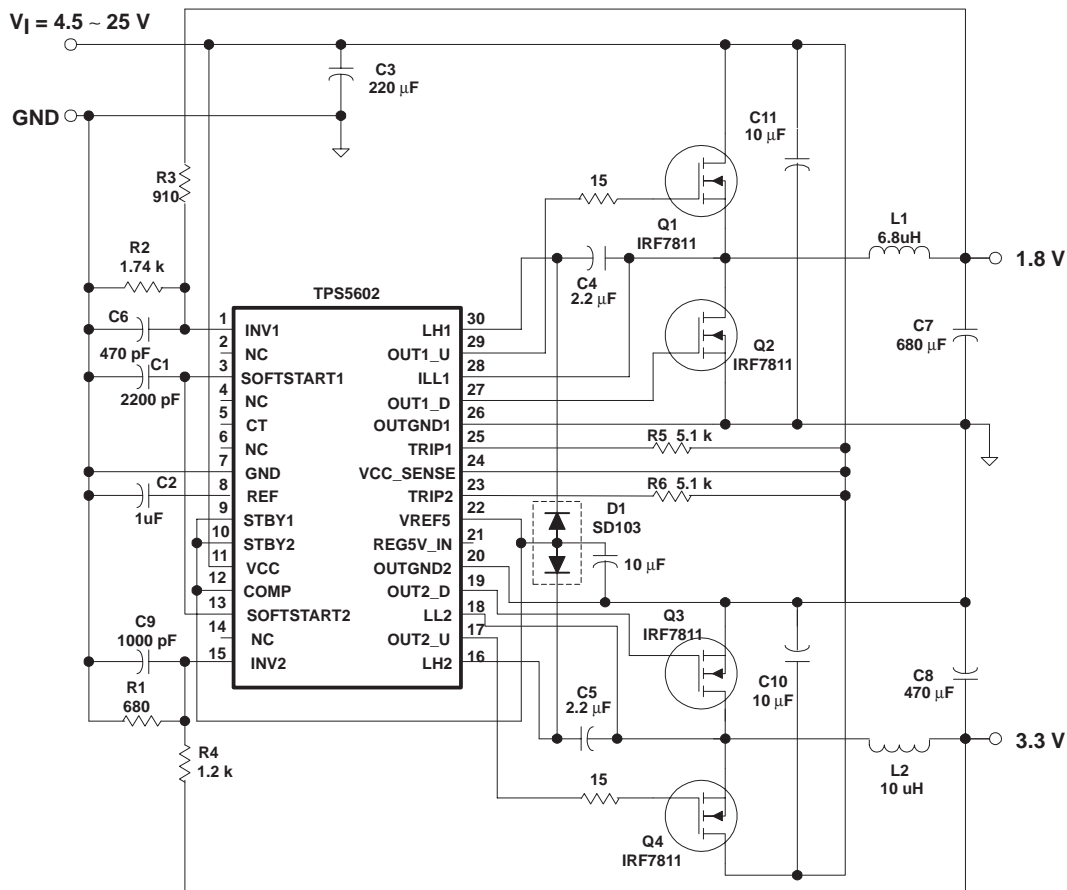 V_I = 4.5 ~ 25 V
GND
C3
220 µF
R3
910
R2
1.74 k
C6
470 pF
C1
2200 pF
C2
1uF
C9
1000 pF
R1
680
R4
1.2 k
TPS5602
1 INV1
2 NC
3 SOFTSTART1
4 NC
5 CT
6 NC
7 GND
8 REF
9 STBY1
10 STBY2
11 VCC
12 COMP
13 SOFTSTART2
14 NC
15 INV2
LH1 30
OUT1_U 29
ILL1 28
OUT1_D 27
OUTGND1 26
TRIP1 25
VCC_SENSE 24
TRIP2 23
VREF5 22
REG5V_IN 21
OUTGND2 20
OUT2_D 19
LL2 18
OUT2_U 17
LH2 16
15
Q1
IRF7811
C4
2.2 µF
Q2
IRF7811
C11
10 µF
L1
6.8uH
1.8 V
C7
680 µF
R5 5.1 k
R6 5.1 k
D1
SD103
10 µF
Q3
IRF7811
C10
10 µF
C8
470 µF
C5
2.2 µF
3.3 V
L2
10 uH
15
Q4
IRF7811